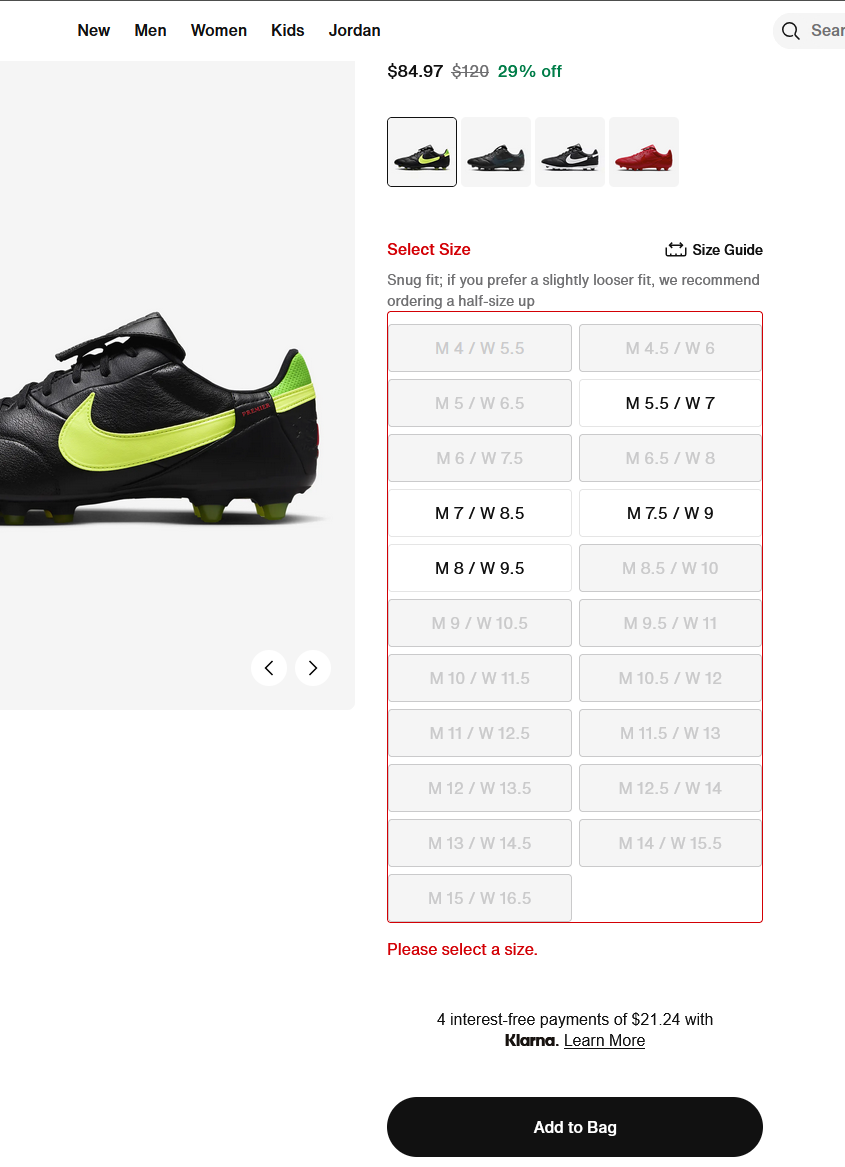 New Men Women Kids Jordan
Sear
$84.97 $120 29% off
Select Size
Size Guide
Snug fit; if you prefer a slightly looser fit, we recommend
ordering a half-size up
M 4 / W 5.5
M 4.5 / W 6
M 5 / W 6.5
M 5.5 / W 7
M 6 / W 7.5
M 6.5 / W 8
M 7 / W 8.5
M 7.5 / W 9
M 8 / W 9.5
M 8.5 / W 10
M 9 / W 10.5
M 9.5 / W 11
M 10 / W 11.5
M 10.5 / W 12
M 11 / W 12.5
M 11.5 / W 13
M 12 / W 13.5
M 12.5 / W 14
M 13 / W 14.5
M 14 / W 15.5
M 15 / W 16.5
PREMIER
Please select a size.
4 interest-free payments of $21.24 with
Klarna. Learn More
Add to Bag